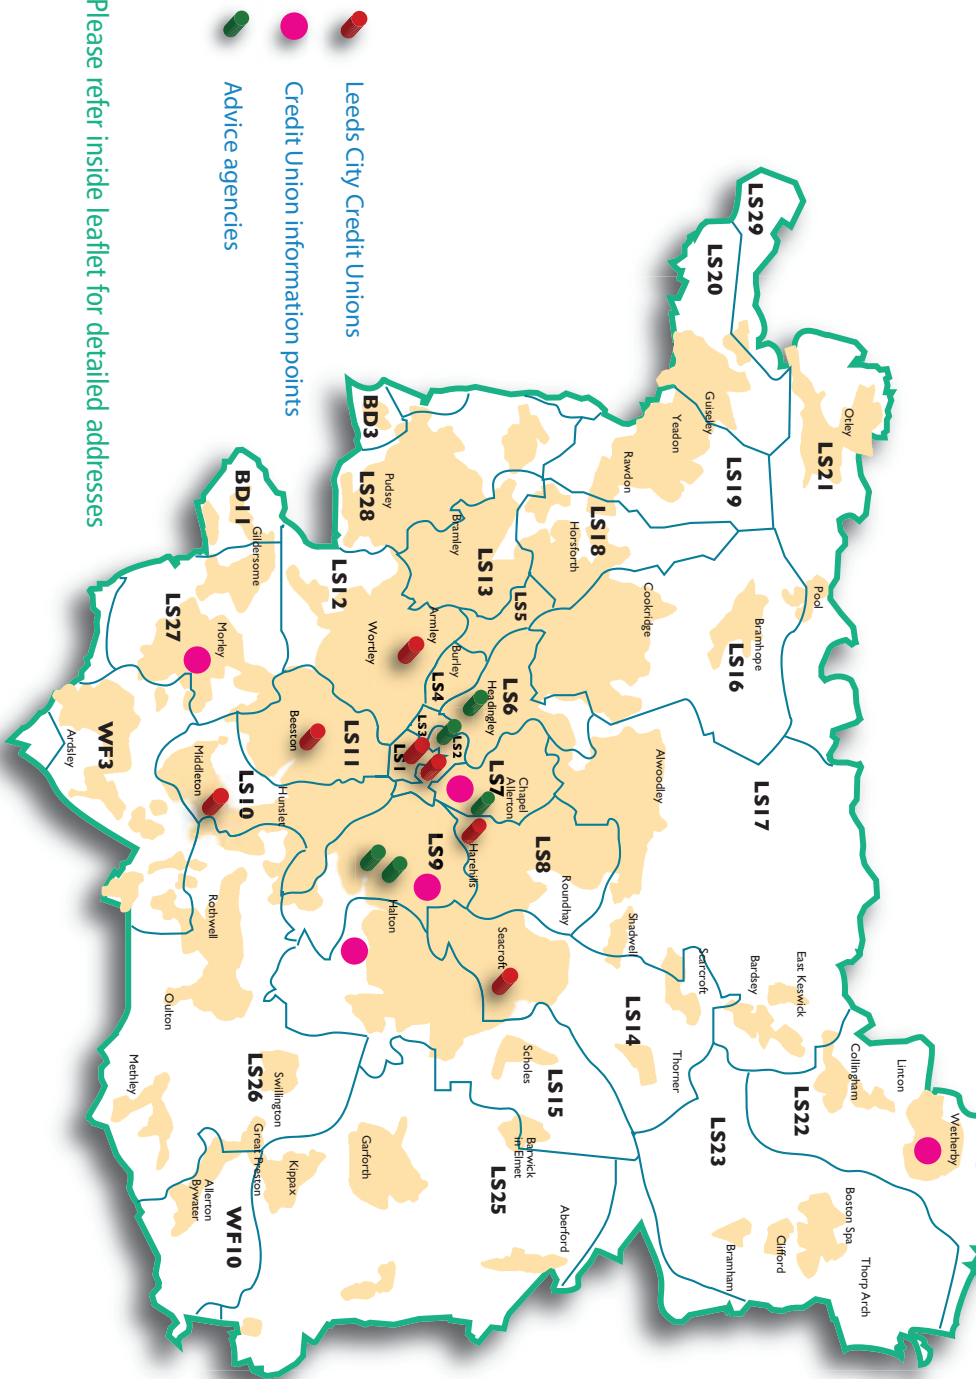 LS29
LS20
Otley
LS21
Guiseley
Yeadon
LS19
Rawdon
LS18
Horsforth
Pool
Bramhope
LS16
Cookridge
LS17
Alwoodley
East Keswick
Bardsey
Scarcroft
Shadwell
Linton
Collingham
Wetherby
LS22
LS23
Thorner
LS14
Boston Spa
Clifford
Thorp Arch
Bramham
BD3
Pudsey
LS28
Bramley
LS13
LS5
Armley
Burley
LS4
LS6
Headingley
LS3
LS2
LS1
LS7
Chapel
Allerton
LS8
Roundhay
Harehills
LS9
Seacroft
Halton
Scholes
LS15
Barwick
in Elmet
LS25
Aberford
Garforth
BD11
Gildersome
LS12
Wortley
LS27
Morley
Beeston
LS11
Hunslet
LS10
Middleton
WF3
Ardsley
Rothwell
Oulton
Methley
LS26
Swillington
Great Preston
Kippax
Allerton
Bywater
WF10
Leeds City Credit Unions
Credit Union information points
Advice agencies
Please refer inside leaflet for detailed addresses